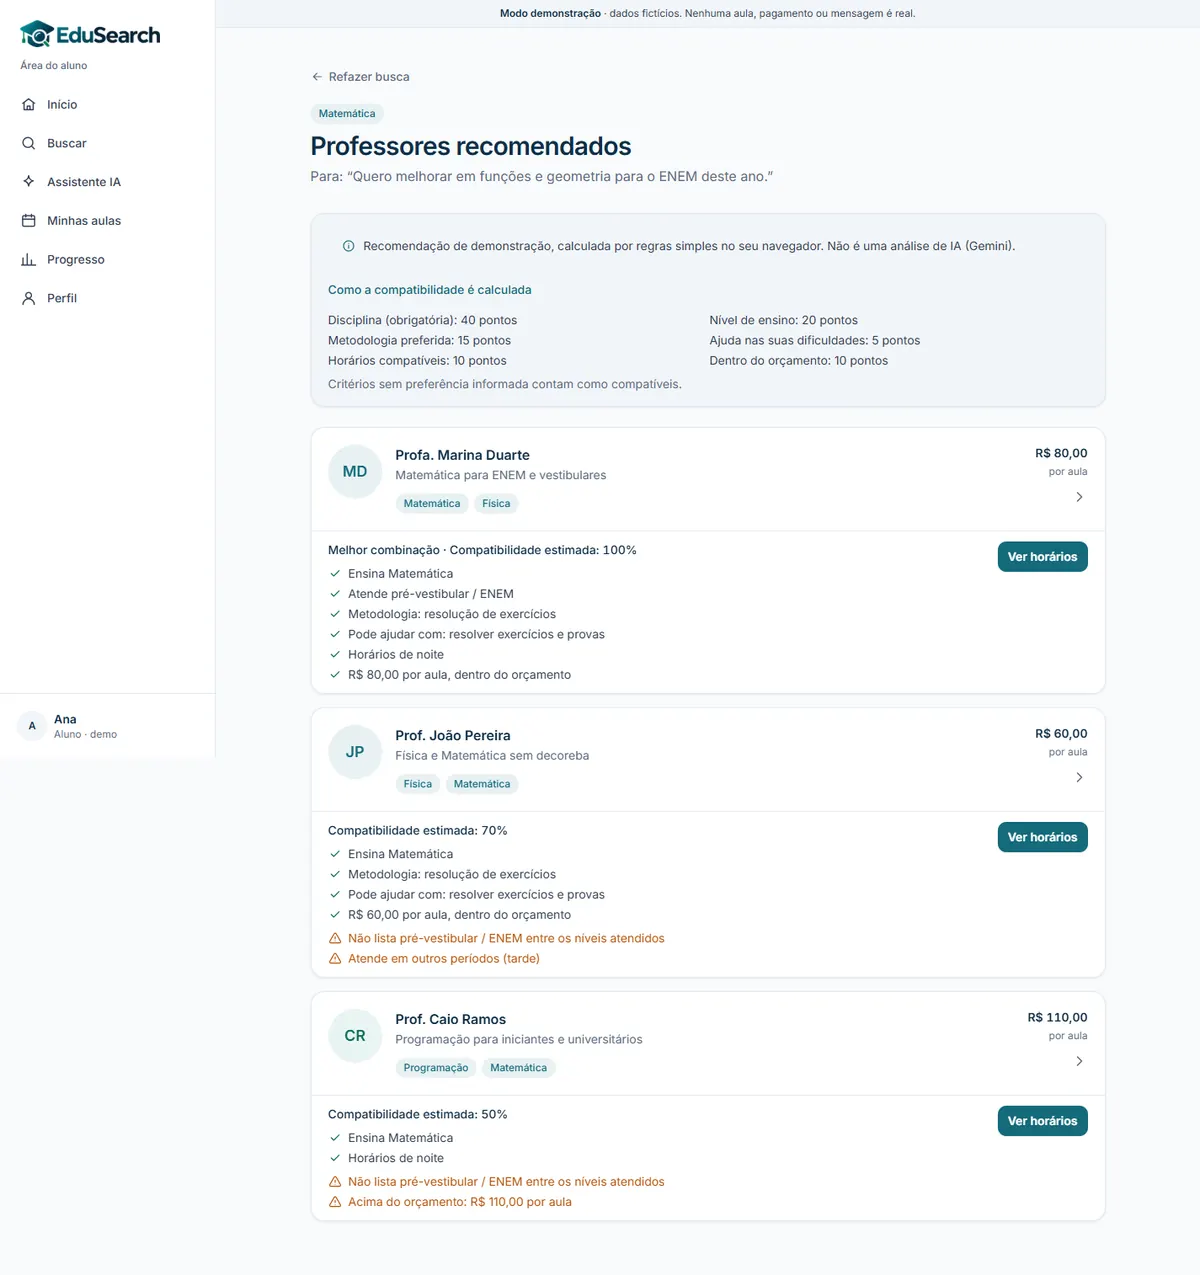 Modo demonstração · dados fictícios. Nenhuma aula, pagamento ou mensagem é real.
EduSearch
Área do aluno
Início
Buscar
Assistente IA
Minhas aulas
Progresso
Perfil
A
Ana
Aluno · demo
Refazer busca
Matemática
Professores recomendados
Para: “Quero melhorar em funções e geometria para o ENEM deste ano.”
Recomendação de demonstração, calculada por regras simples no seu navegador. Não é uma análise de IA (Gemini).
Como a compatibilidade é calculada
Disciplina (obrigatória): 40 pontos
Nível de ensino: 20 pontos
Metodologia preferida: 15 pontos
Ajuda nas suas dificuldades: 5 pontos
Horários compatíveis: 10 pontos
Dentro do orçamento: 10 pontos
Critérios sem preferência informada contam como compatíveis.
MD
Profa. Marina Duarte
Matemática para ENEM e vestibulares
Matemática
Física
R$ 80,00
por aula
Melhor combinação · Compatibilidade estimada: 100%
Ver horários
Ensina Matemática
Atende pré-vestibular / ENEM
Metodologia: resolução de exercícios
Pode ajudar com: resolver exercícios e provas
Horários de noite
R$ 80,00 por aula, dentro do orçamento
JP
Prof. João Pereira
Física e Matemática sem decoreba
Física
Matemática
R$ 60,00
por aula
Compatibilidade estimada: 70%
Ver horários
Ensina Matemática
Metodologia: resolução de exercícios
Pode ajudar com: resolver exercícios e provas
R$ 60,00 por aula, dentro do orçamento
Não lista pré-vestibular / ENEM entre os níveis atendidos
Atende em outros períodos (tarde)
CR
Prof. Caio Ramos
Programação para iniciantes e universitários
Programação
Matemática
R$ 110,00
por aula
Compatibilidade estimada: 50%
Ver horários
Ensina Matemática
Horários de noite
Não lista pré-vestibular / ENEM entre os níveis atendidos
Acima do orçamento: R$ 110,00 por aula